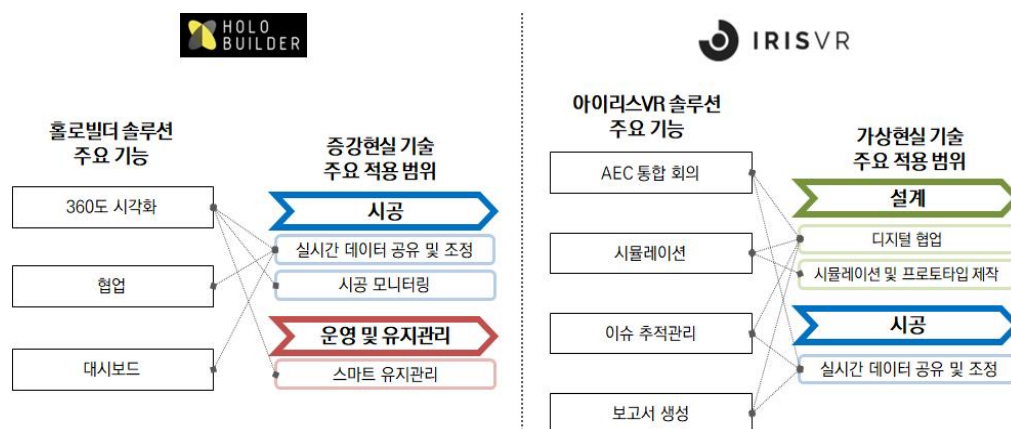 HOLO
BUILDER
홀로빌더 솔루션
주요 기능
360도 시각화
협업
대시보드
증강현실 기술
주요 적용 범위
시공
실시간 데이터 공유 및 조정
시공 모니터링
운영 및 유지관리
스마트 유지관리
IRISVR
아이리스VR 솔루션
주요 기능
AEC 통합 회의
시뮬레이션
이슈 추적관리
보고서 생성
가상현실 기술
주요 적용 범위
설계
디지털 협업
시뮬레이션 및 프로토타입 제작
시공
실시간 데이터 공유 및 조정